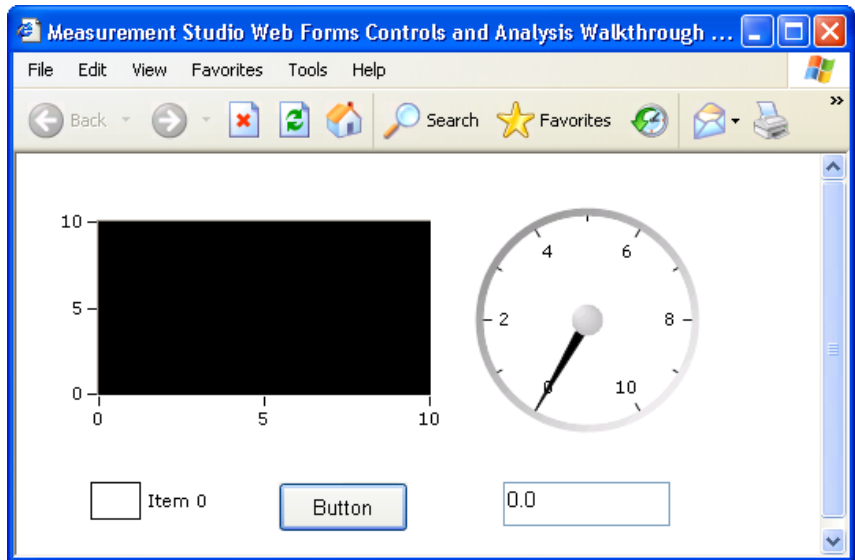 Measurement Studio Web Forms Controls and Analysis Walkthrough ...
File Edit View Favorites Tools Help
Back Search Favorites »
10
5
0
0 5 10
4 6
2 8
0 10
Item 0 Button 0.0